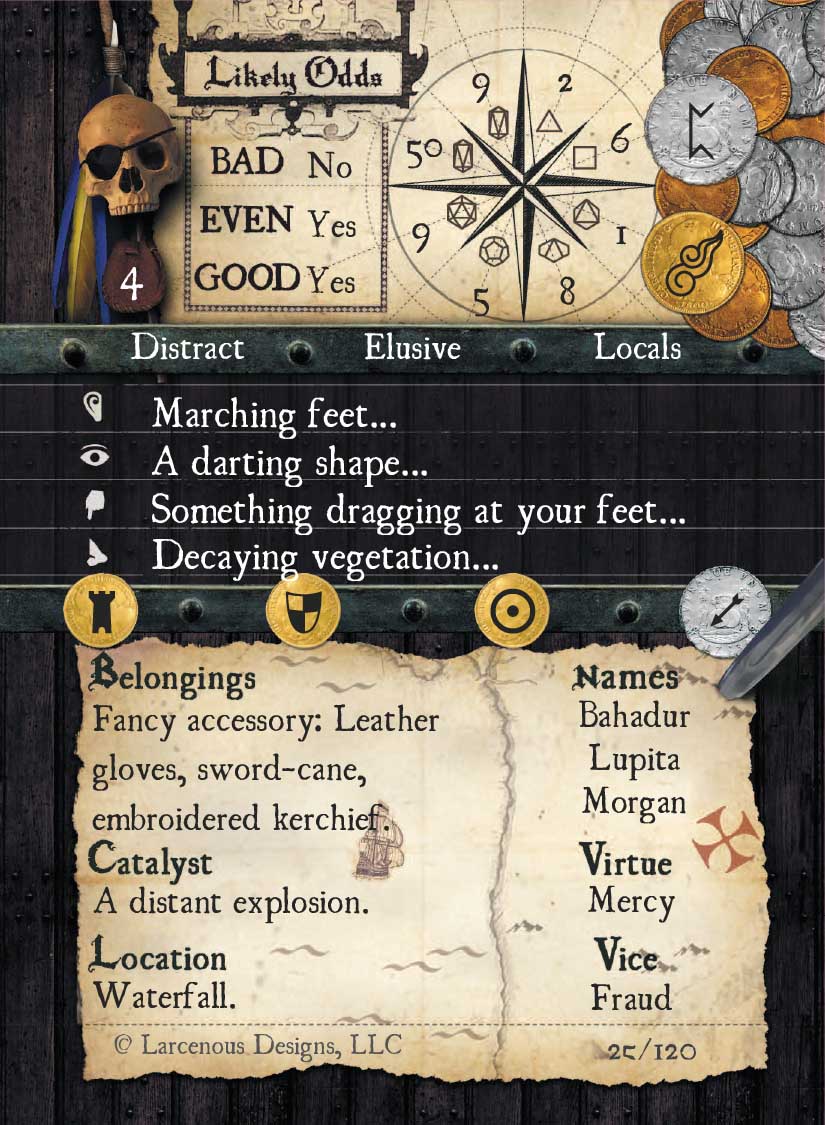 Likely Odds
BAD No
EVEN Yes
GOOD Yes
4
9 2
50 6
9 1
5 8
ᛈ
Distract Elusive Locals
Marching feet...
A darting shape...
Something dragging at your feet...
Decaying vegetation...
Belongings
Fancy accessory: Leather
gloves, sword-cane,
embroidered kerchief.
Catalyst
A distant explosion.
Location
Waterfall.
Names
Bahadur
Lupita
Morgan
Virtue
Mercy
Vice
Fraud
© Larcenous Designs, LLC
25/120